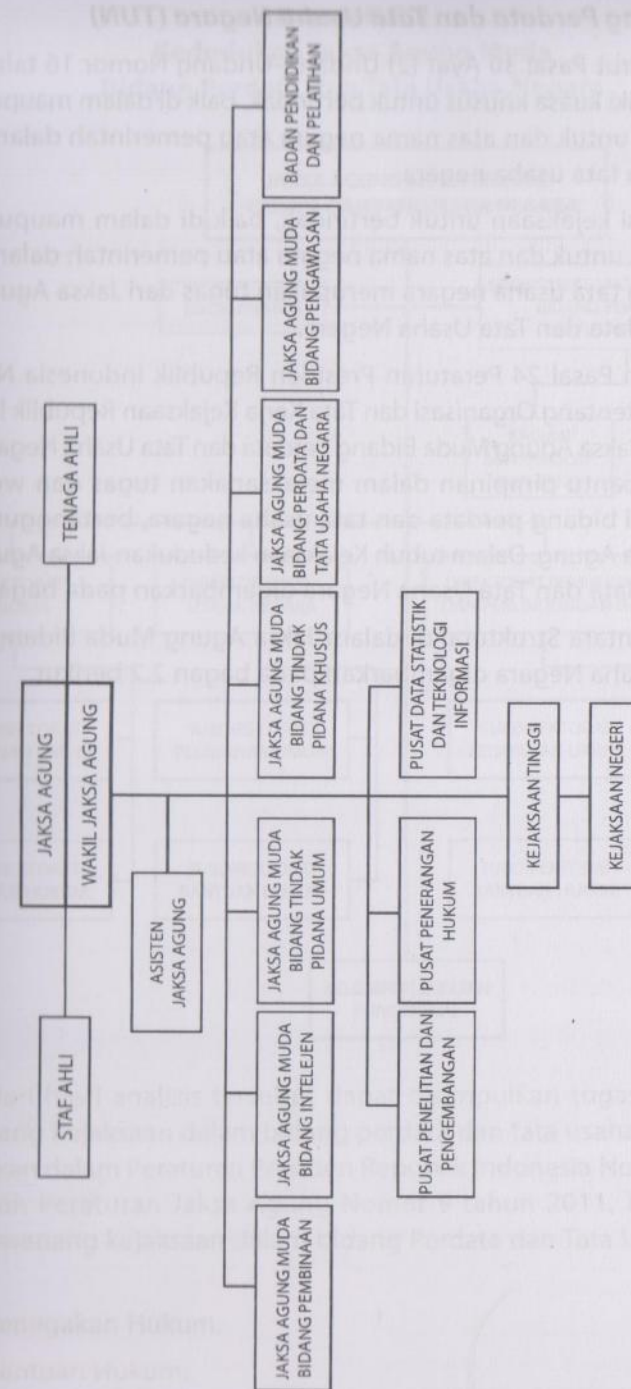 JAKSA AGUNG
WAKIL JAKSA AGUNG
STAF AHLI
TENAGA ATHLI
ASISTEN
JAKSA AGUNG
JAKSA AGUNG MUDA
BIDANG PEMBINAAN
JAKSA AGUNG MUDA
BIDANG INTELEJEN
JAKSA AGUNG MUDA
BIDANG TINDAK
PIDANA UMUM
JAKSA AGUNG MUDA
BIDANG TINDAK
PIDANA KHUSUS
JAKSA AGUNG MUDA
BIDANG PERDATA DAN
TATA USAHA NEGARA
JAKSA AGUNG MUDA
BIIDANG PENGAWASAN
BADAN PENDIDIKAN
DAN PELATIHAN
PUSAT PENELITIAN DAN
PENGEMBANGAN
PUSAT PENERANGAN
HUKUM
PUSAT DATA STATISTIK
DAN TEKNOLOGI
INFORMASI
KEJAKSAAN TINGGI
KEJAKSAAN NEGERI